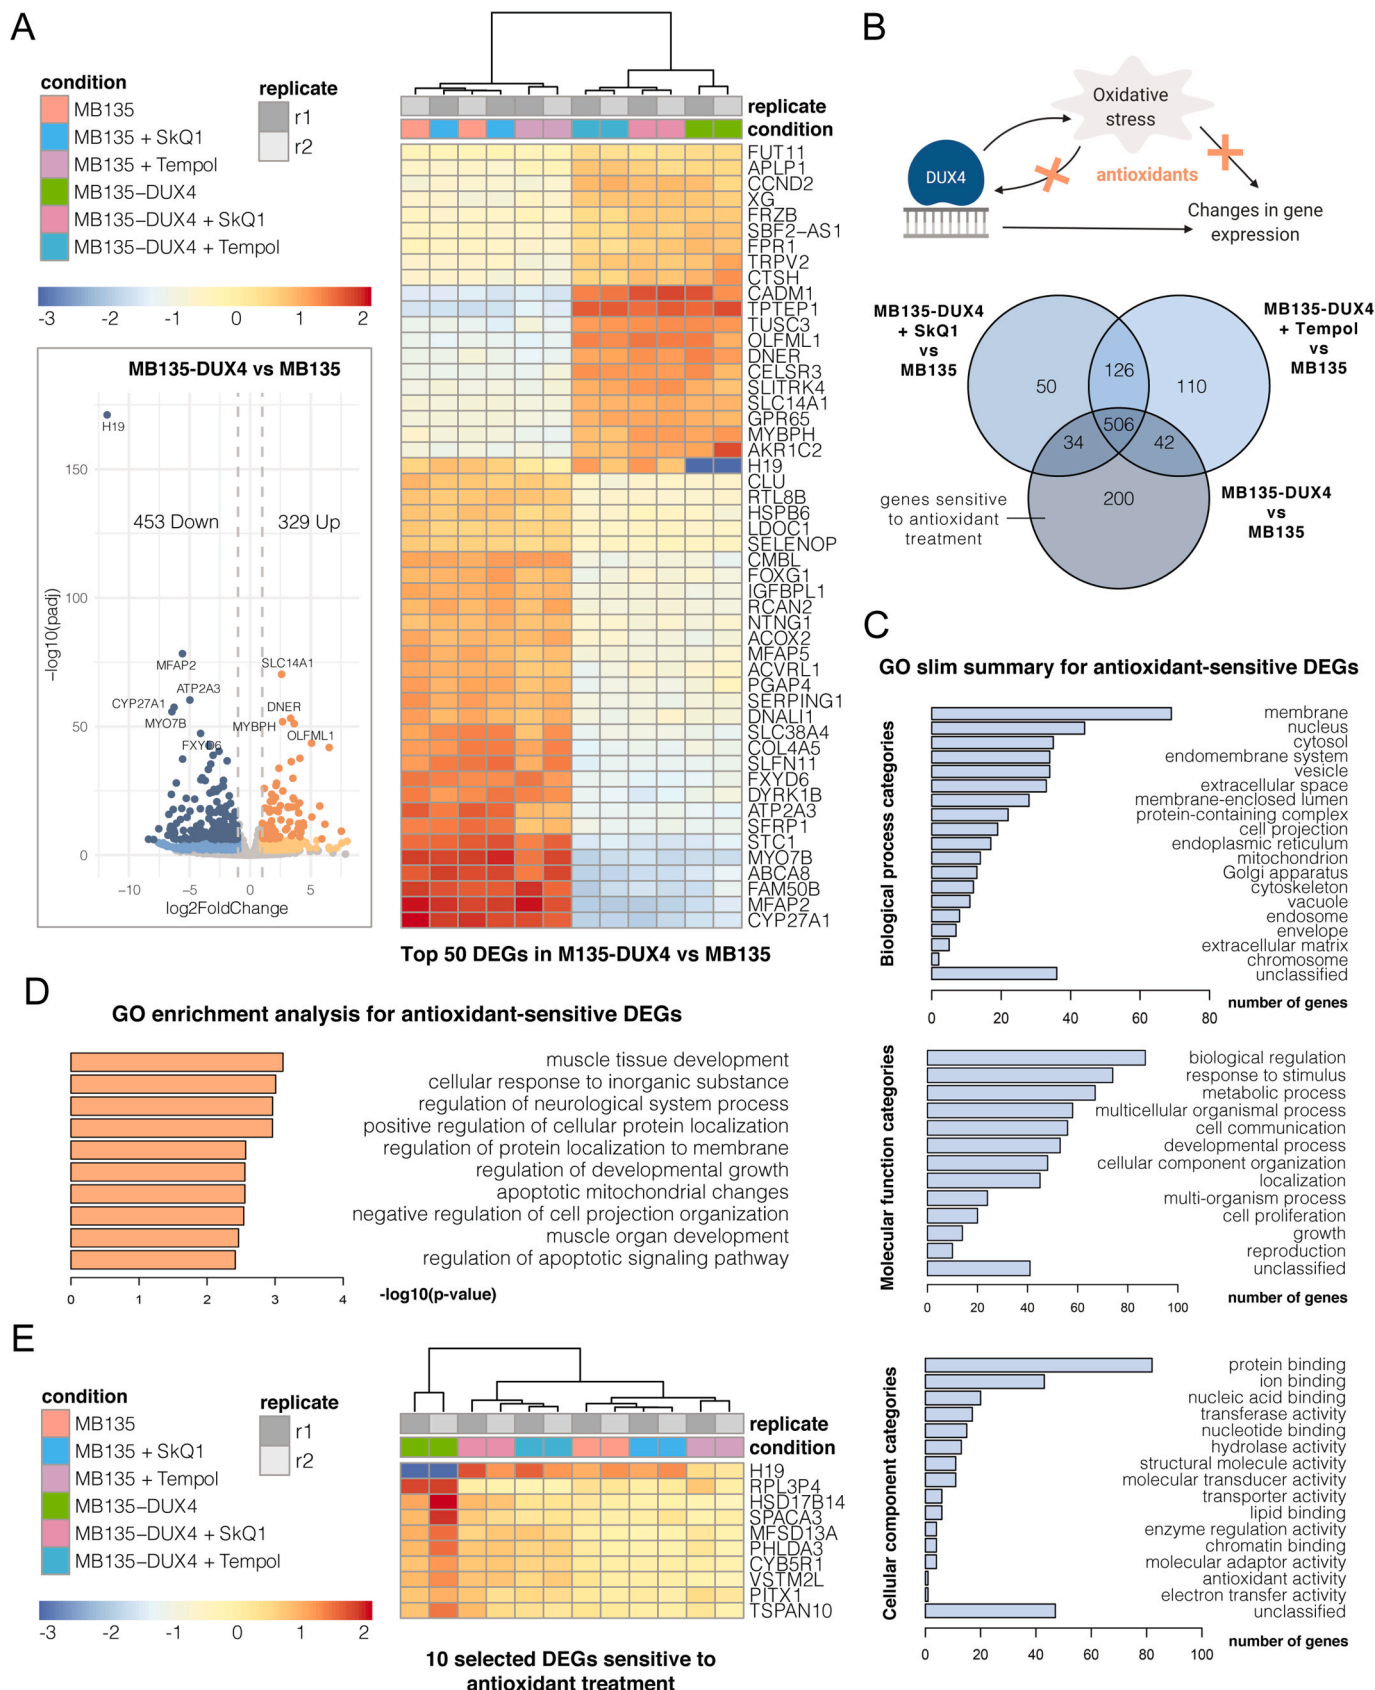 A
condition
MB135
MB135 + SkQ1
MB135 + Tempol
MB135-DUX4
MB135-DUX4 + SkQ1
MB135-DUX4 + Tempol
replicate
r1
r2
-3 -2 -1 0 1 2
MB135-DUX4 vs MB135
H19
453 Down
329 Up
MFAP2
SLC14A1
ATP2A3
CYP27A1
DNER
MYO7B
MYBPH
OLFML1
FXYD6
-log10(padj)
150
100
50
0
-10 -5 0 5
log2FoldChange
replicate
condition
FUT11
APLP1
CCND2
XG
FRZB
SBF2-AS1
FPR1
TRPV2
CTSH
CADM1
TPTEP1
TUSC3
OLFML1
DNER
CELSR3
SLITRK4
SLC14A1
GPR65
MYBPH
AKR1C2
H19
CLU
RTL8B
HSPB6
LDOC1
SELENOP
CMBL
FOXG1
IGFBPL1
RCAN2
NTNG1
ACOX2
MFAP5
ACVRL1
PGAP4
SERPING1
DNALI1
SLC38A4
COL4A5
SLFN11
FXYD6
DYRK1B
ATP2A3
SFRP1
STC1
MYO7B
ABCA8
FAM50B
MFAP2
CYP27A1
Top 50 DEGs in M135-DUX4 vs MB135
B
Oxidative
stress
DUX4
antioxidants
Changes in gene
expression
MB135-DUX4
+ SkQ1
vs
MB135
MB135-DUX4
+ Tempol
vs
MB135
50
126
110
506
34
42
200
genes sensitive
to antioxidant
treatment
MB135-DUX4
vs
MB135
C
GO slim summary for antioxidant-sensitive DEGs
Biological process categories
membrane
nucleus
cytosol
endomembrane system
vesicle
extracellular space
membrane-enclosed lumen
protein-containing complex
cell projection
endoplasmic reticulum
mitochondrion
Golgi apparatus
cytoskeleton
vacuole
endosome
envelope
extracellular matrix
chromosome
unclassified
number of genes
0 20 40 60 80
Molecular function categories
biological regulation
response to stimulus
metabolic process
multicellular organismal process
cell communication
developmental process
cellular component organization
localization
multi-organism process
cell proliferation
growth
reproduction
unclassified
number of genes
0 20 40 60 80 100
Cellular component categories
protein binding
ion binding
nucleic acid binding
transferase activity
nucleotide binding
hydrolase activity
structural molecule activity
molecular transducer activity
transporter activity
lipid binding
enzyme regulation activity
chromatin binding
molecular adaptor activity
antioxidant activity
electron transfer activity
unclassified
number of genes
0 20 40 60 80 100
D
GO enrichment analysis for antioxidant-sensitive DEGs
muscle tissue development
cellular response to inorganic substance
regulation of neurological system process
positive regulation of cellular protein localization
regulation of protein localization to membrane
regulation of developmental growth
apoptotic mitochondrial changes
negative regulation of cell projection organization
muscle organ development
regulation of apoptotic signaling pathway
0 1 2 3 4
-log10(p-value)
E
condition
MB135
MB135 + SkQ1
MB135 + Tempol
MB135-DUX4
MB135-DUX4 + SkQ1
MB135-DUX4 + Tempol
replicate
r1
r2
-3 -2 -1 0 1 2
replicate
condition
H19
RPL3P4
HSD17B14
SPACA3
MFSD13A
PHLDA3
CYB5R1
VSTM2L
PITX1
TSPAN10
10 selected DEGs sensitive to
antioxidant treatment